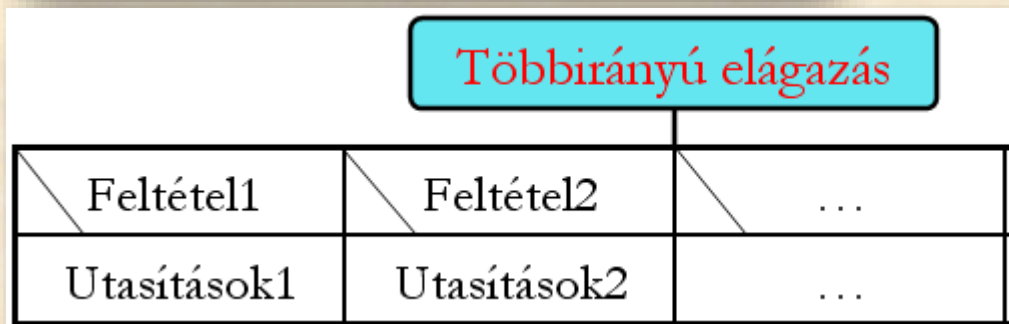 Többirányú elágazás
Feltétel1 Feltétel2 ...
Utasítások1 Utasítások2 ...